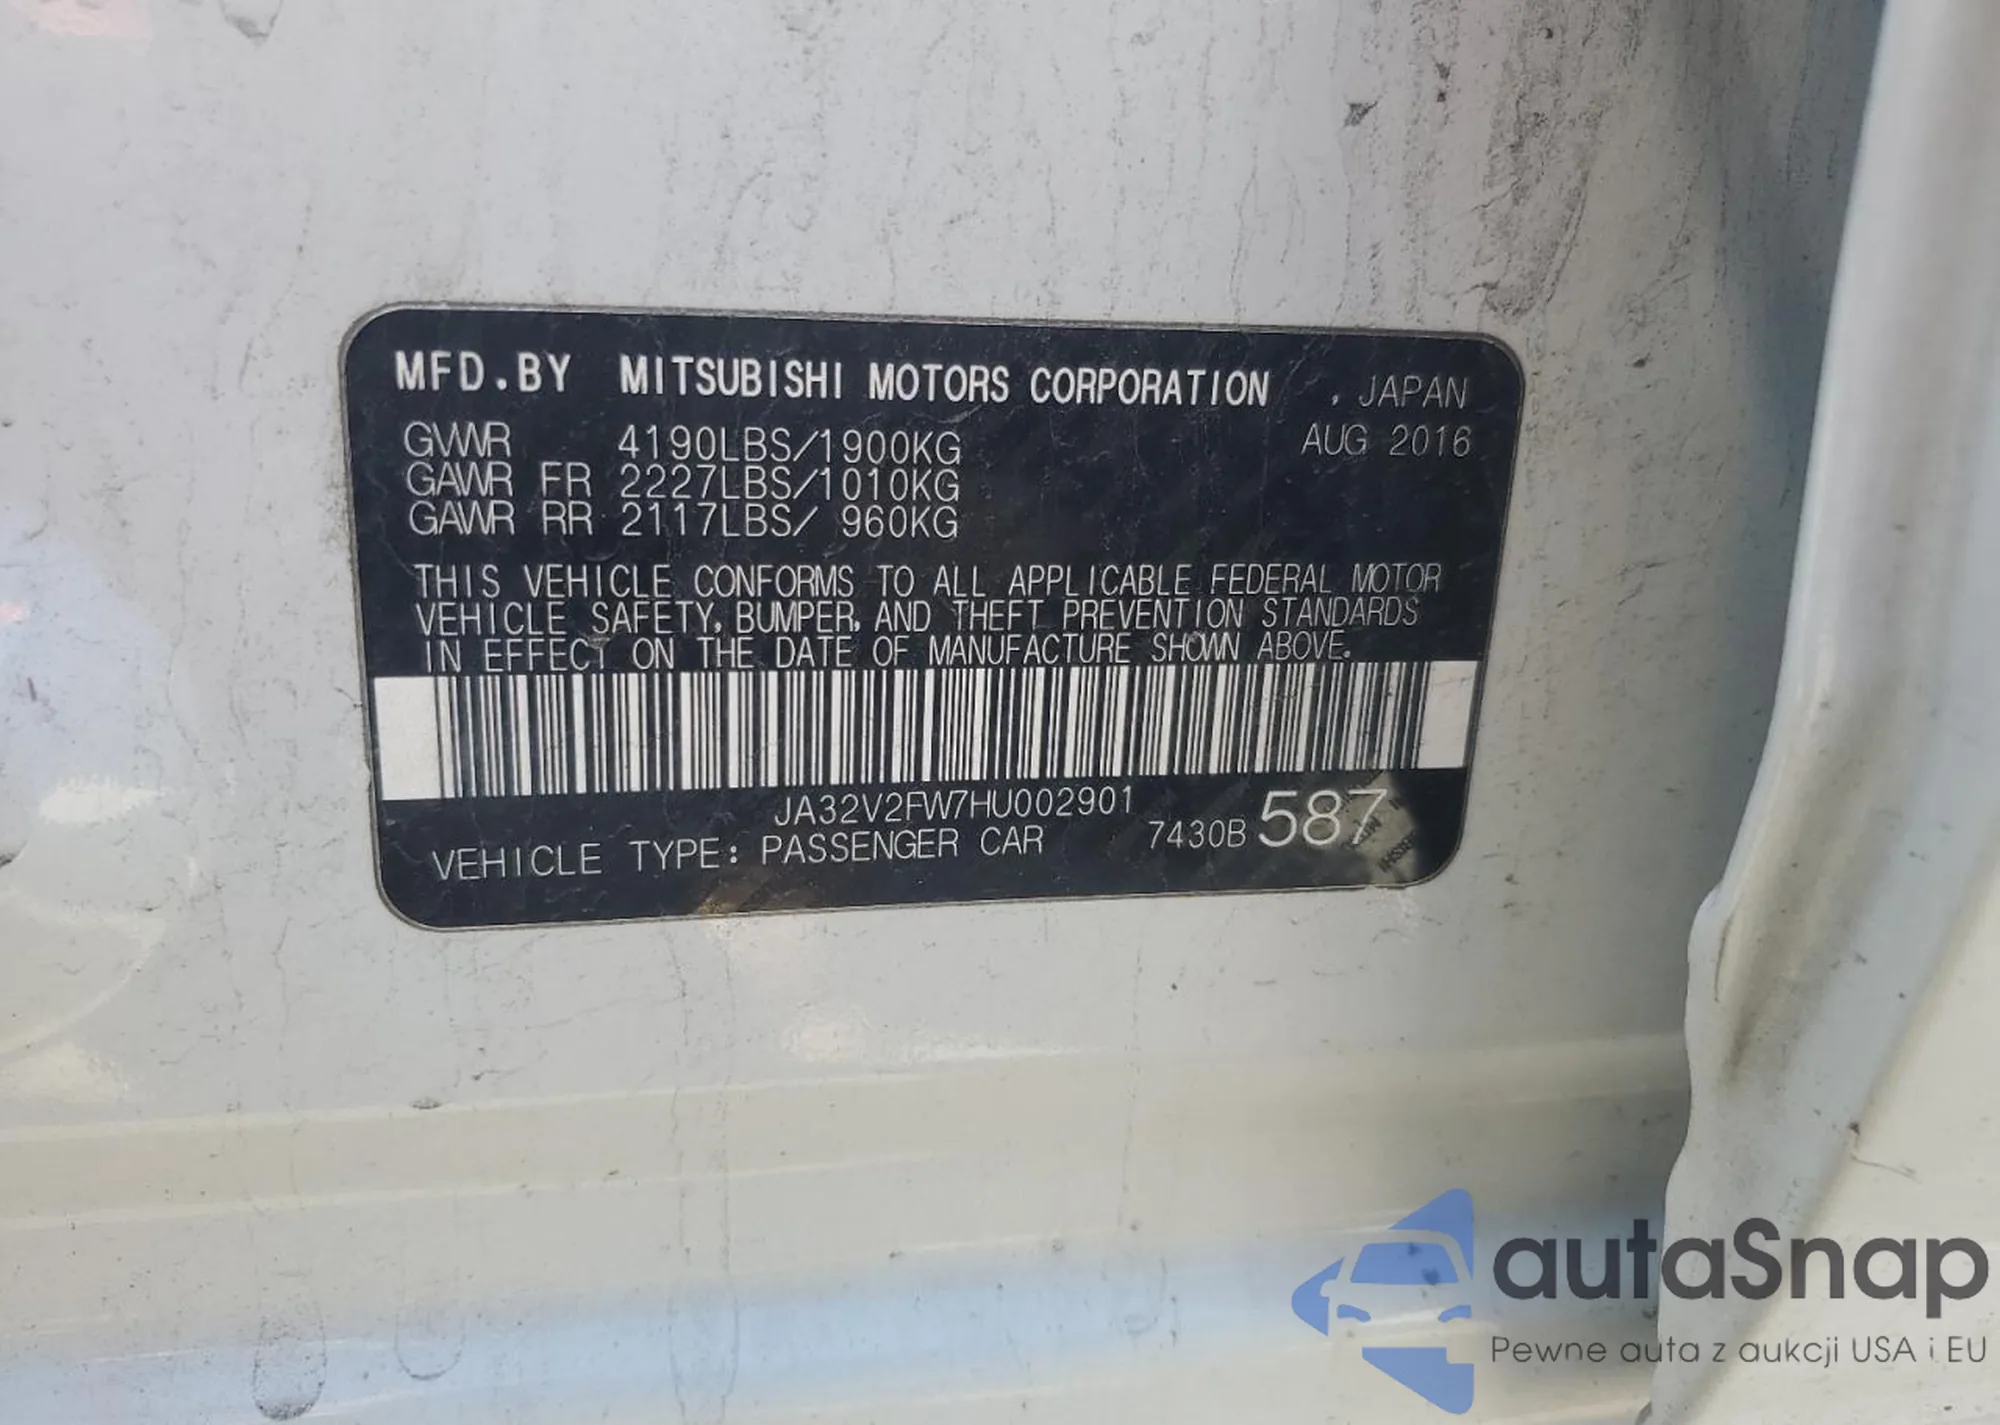 MFD.BY MITSUBISHI MOTORS CORPORATION , JAPAN
GVWR 4190LBS/1900KG AUG 2016
GAWR FR 2227LBS/1010KG
GAWR RR 2117LBS/ 960KG
THIS VEHICLE CONFORMS TO ALL APPLICABLE FEDERAL MOTOR
VEHICLE SAFETY, BUMPER, AND THEFT PREVENTION STANDARDS
IN EFFECT ON THE DATE OF MANUFACTURE SHOWN ABOVE.
JA32V2FW7HU002901
VEHICLE TYPE: PASSENGER CAR 7430B 587
autaSnap
Pewne auta z aukcji USA i EU